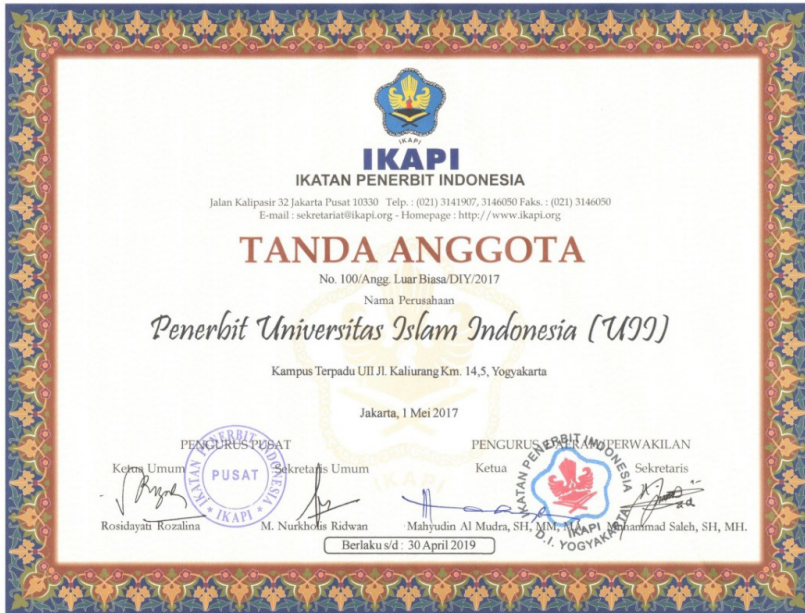 IKAPI
IKAPI
IKATAN PENERBIT INDONESIA
Jalan Kalipasir 32 Jakarta Pusat 10330 Telp. : (021) 3141907, 3146050 Faks. : (021) 3146050
E-mail : sekretariat@ikapi.org - Homepage : http://www.ikapi.org
TANDA ANGGOTA
No. 100/Angg. Luar Biasa/DIY/2017
Nama Perusahaan
Penerbit Universitas Islam Indonesia (UII)
Kampus Terpadu UII Jl. Kaliurang Km. 14,5, Yogyakarta
Jakarta, 1 Mei 2017
PENGURUS PUSAT
PENGURUS DAERAH/PERWAKILAN
Ketua Umum
Sekretaris Umum
Ketua
Sekretaris
IKATAN PENERBIT INDONESIA
PUSAT
* IKAPI *
IKATAN PENERBIT INDONESIA
IKAPI
D.I. YOGYAKARTA
IKAPI
Rosidayati Rozalina
M. Nurkholis Ridwan
Mahyudin Al Mudra, SH, MM,
Muhammad Saleh, SH, MH.
Berlaku s/d : 30 April 2019